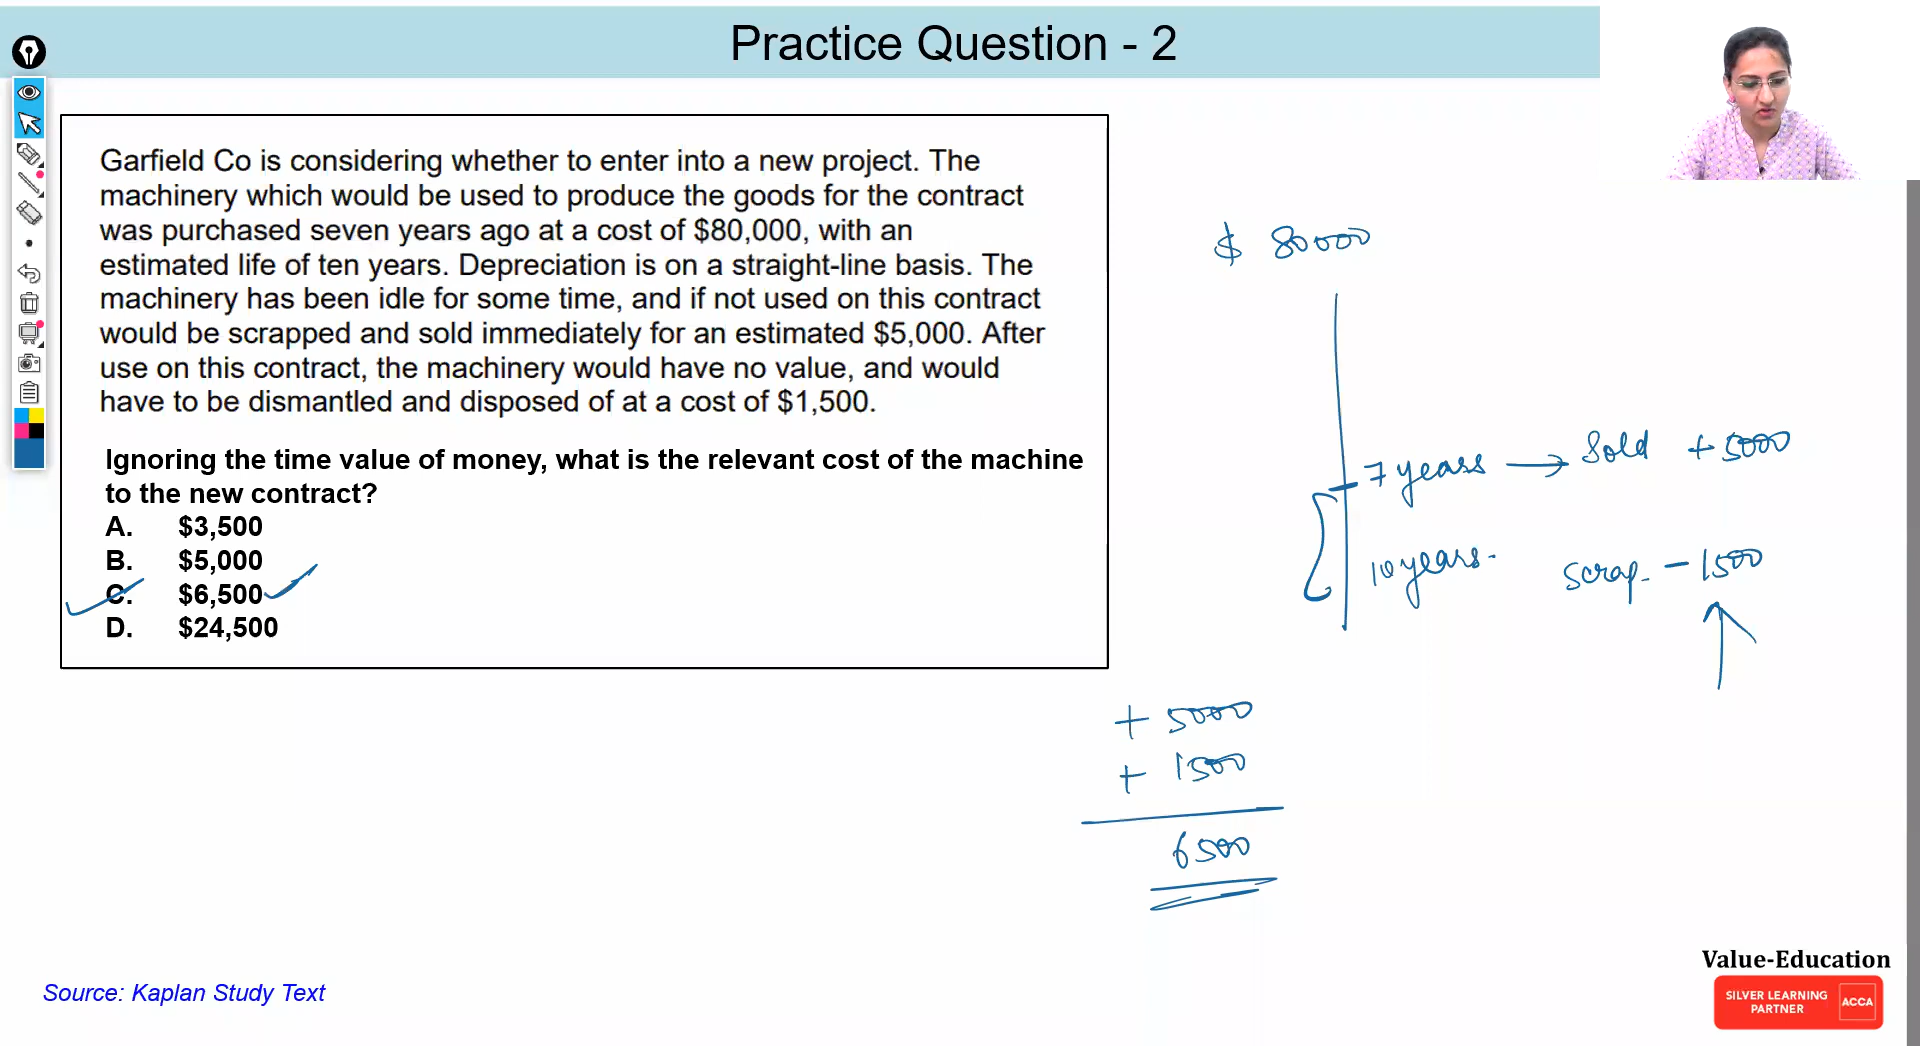 Practice Question - 2
Garfield Co is considering whether to enter into a new project. The
machinery which would be used to produce the goods for the contract
was purchased seven years ago at a cost of $80,000, with an
estimated life of ten years. Depreciation is on a straight-line basis. The
machinery has been idle for some time, and if not used on this contract
would be scrapped and sold immediately for an estimated $5,000. After
use on this contract, the machinery would have no value, and would
have to be dismantled and disposed of at a cost of $1,500.
Ignoring the time value of money, what is the relevant cost of the machine
to the new contract?
A. $3,500
B. $5,000
C. $6,500
D. $24,500
$ 80000
7 years → Sold + 5000
10 years. Scrap. - 1500
+ 5000
+ 1500
6500
Source: Kaplan Study Text
Value-Education
SILVER LEARNING
PARTNER
ACCA